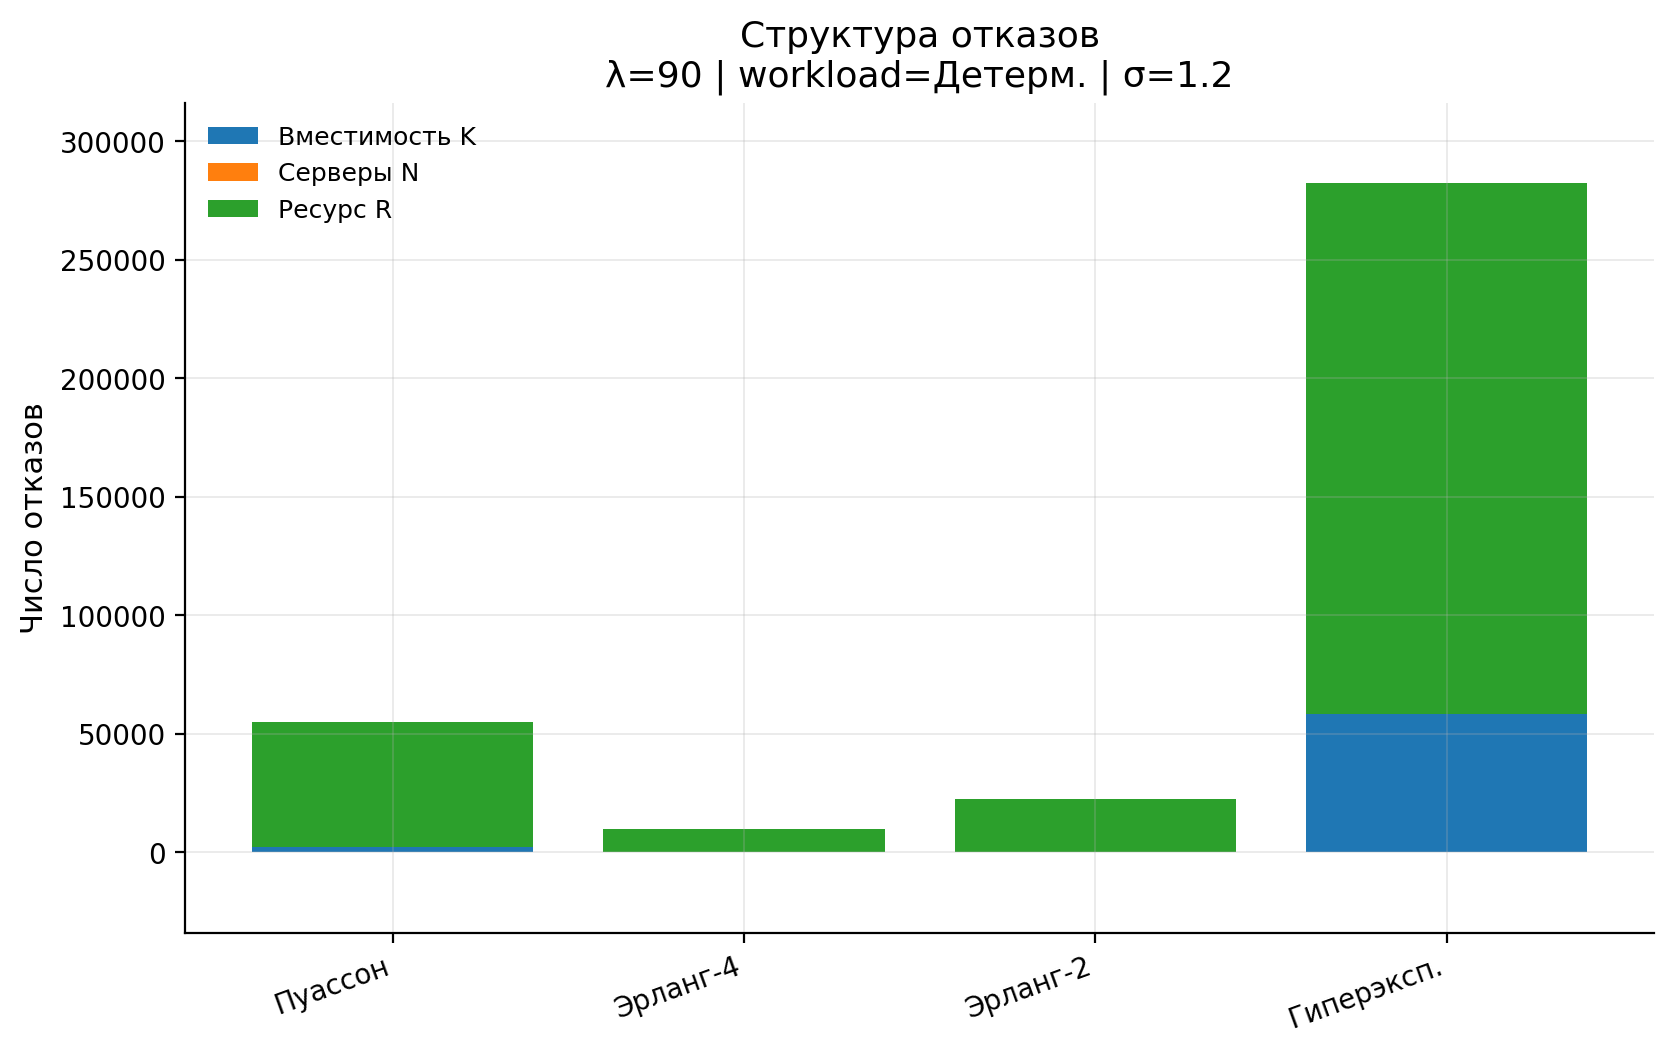 Структура отказов
λ=90 | workload=Детерм. | σ=1.2
Вместимость K
Серверы N
Ресурс R
Число отказов
300000
250000
200000
150000
100000
50000
0
Пуассон
Эрланг-4
Эрланг-2
Гиперэксп.